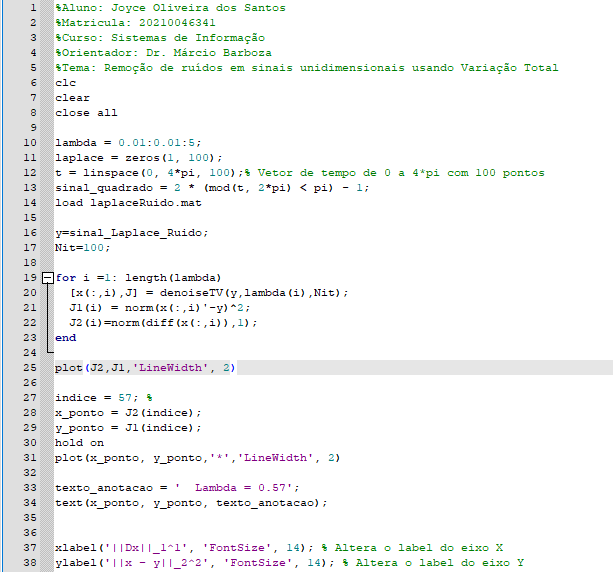 1 %Aluno: Joyce Oliveira dos Santos
2 %Matricula: 20210046341
3 %Curso: Sistemas de Informação
4 %Orientador: Dr. Márcio Barboza
5 %Tema: Remoção de ruídos em sinais unidimensionais usando Variação Total
6 clc
7 clear
8 close all
9
10 lambda = 0.01:0.01:5;
11 laplace = zeros(1, 100);
12 t = linspace(0, 4*pi, 100);% Vetor de tempo de 0 a 4*pi com 100 pontos
13 sinal_quadrado = 2 * (mod(t, 2*pi) < pi) - 1;
14 load laplaceRuido.mat
15
16 y=sinal_Laplace_Ruido;
17 Nit=100;
18
19 for i =1: length(lambda)
20 [x(:,i),J] = denoiseTV(y,lambda(i),Nit);
21 J1(i) = norm(x(:,i)'-y)^2;
22 J2(i)=norm(diff(x(:,i)),1);
23 end
24
25 plot(J2,J1,'LineWidth', 2)
26
27 indice = 57; %
28 x_ponto = J2(indice);
29 y_ponto = J1(indice);
30 hold on
31 plot(x_ponto, y_ponto,'*','LineWidth', 2)
32
33 texto_anotacao = '  Lambda = 0.57';
34 text(x_ponto, y_ponto, texto_anotacao);
35
36
37 xlabel('||Dx||_1^1', 'FontSize', 14); % Altera o label do eixo X
38 ylabel('||x - y||_2^2', 'FontSize', 14); % Altera o label do eixo Y